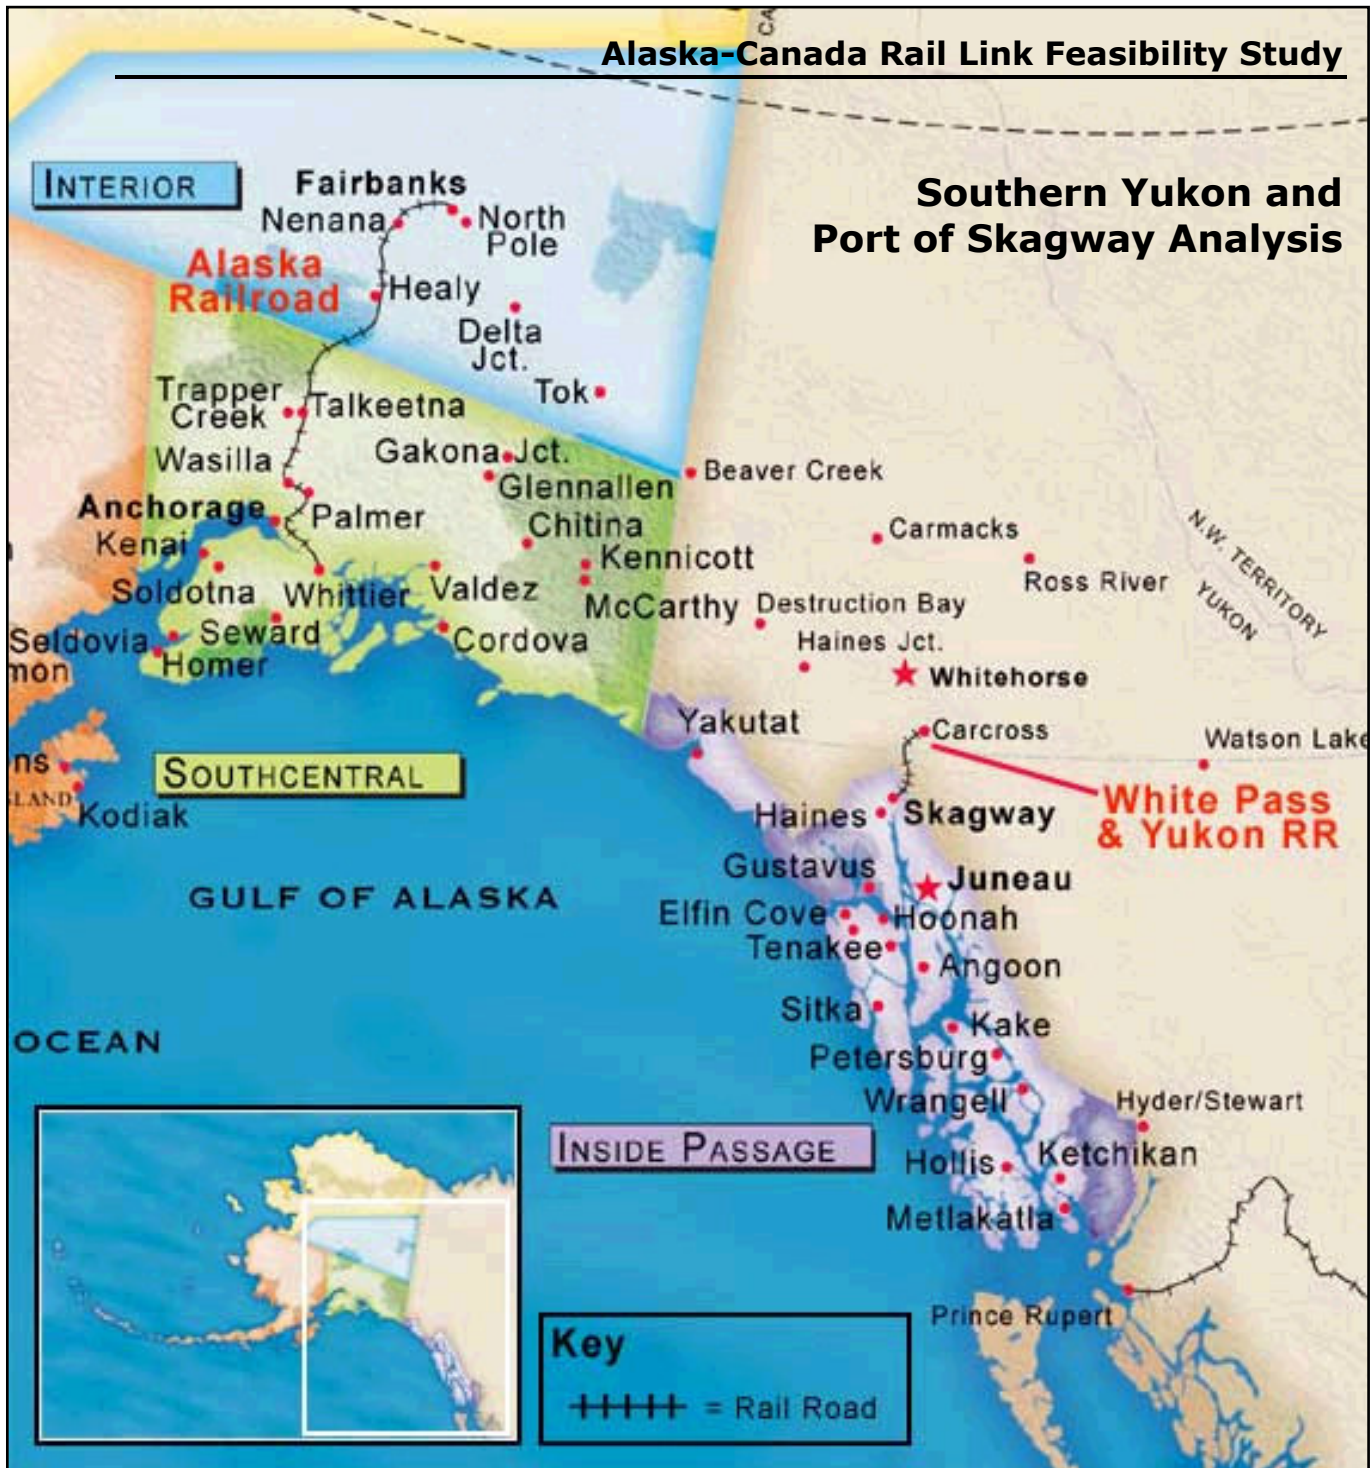 Alaska-Canada Rail Link Feasibility Study
CA
Southern Yukon and
Port of Skagway Analysis
INTERIOR
Fairbanks
Nenana
North
Pole
Alaska
Railroad
Healy
Delta
Jct.
Tok
Trapper
Creek
Talkeetna
Wasilla
Gakona Jct.
Glennallen
Beaver Creek
Anchorage
Palmer
Chitina
Carmacks
Kenai
Kennicott
Ross River
N.W. TERRITORY
YUKON
Soldotna
Whittier
Valdez
McCarthy
Destruction Bay
Seldovia
Seward
Cordova
Haines Jct.
Homer
mon
Whitehorse
Yakutat
Carcross
Watson Lake
ns
SLAND
Kodiak
SOUTHCENTRAL
White Pass
& Yukon RR
Haines
Skagway
Gustavus
Juneau
GULF OF ALASKA
Elfin Cove
Hoonah
Tenakee
Angoon
Sitka
Kake
OCEAN
Petersburg
Wrangell
Hyder/Stewart
INSIDE PASSAGE
Hollis
Ketchikan
Metlakatla
Prince Rupert
Key
= Rail Road